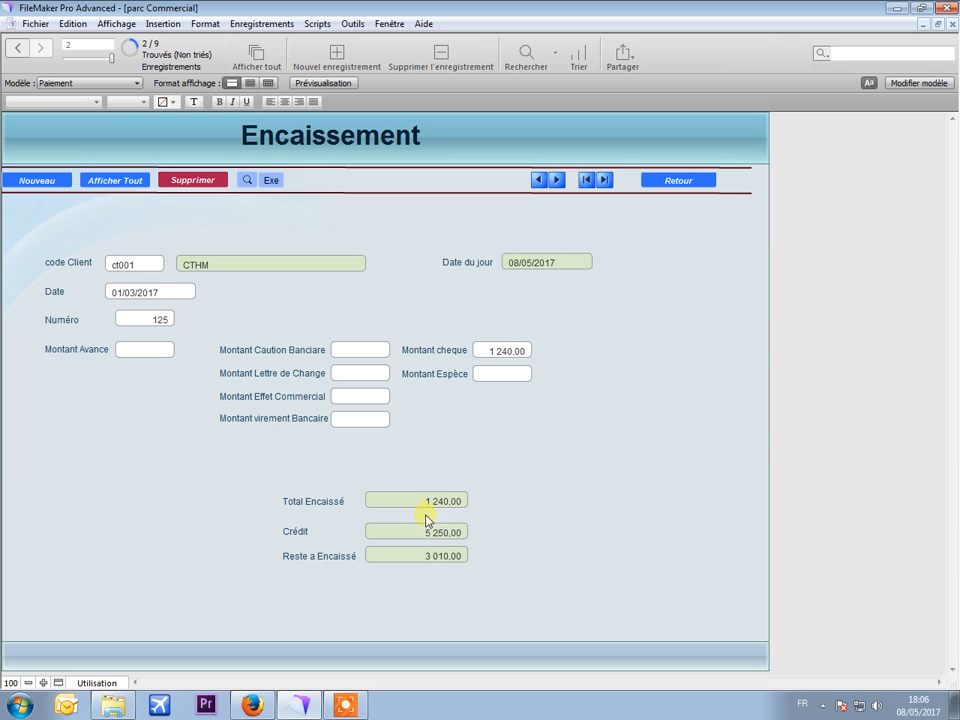 FileMaker Pro Advanced - [parc Commercial]
Fichier Edition Affichage Insertion Format Enregistrements Scripts Outils Fenêtre Aide
2
2 / 9
Trouvés (Non triés)
Enregistrements
Afficher tout
Nouvel enregistrement
Supprimer l'enregistrement
Rechercher
Trier
Partager
Modèle : Paiement
Format affichage :
Prévisualisation
Aa
Modifier modèle
T B I U
Encaissement
Nouveau Afficher Tout Supprimer Exe Retour
code Client ct001 CTHM Date du jour 08/05/2017
Date 01/03/2017
Numéro 125
Montant Avance Montant Caution Banciare Montant cheque 1 240.00
Montant Lettre de Change Montant Espèce
Montant Effet Commercial
Montant virement Bancaire
Total Encaissé 1 240,00
Crédit 5 250,00
Reste a Encaissé 3 010,00
100 Utilisation
Pr
FR
18:06
08/05/2017